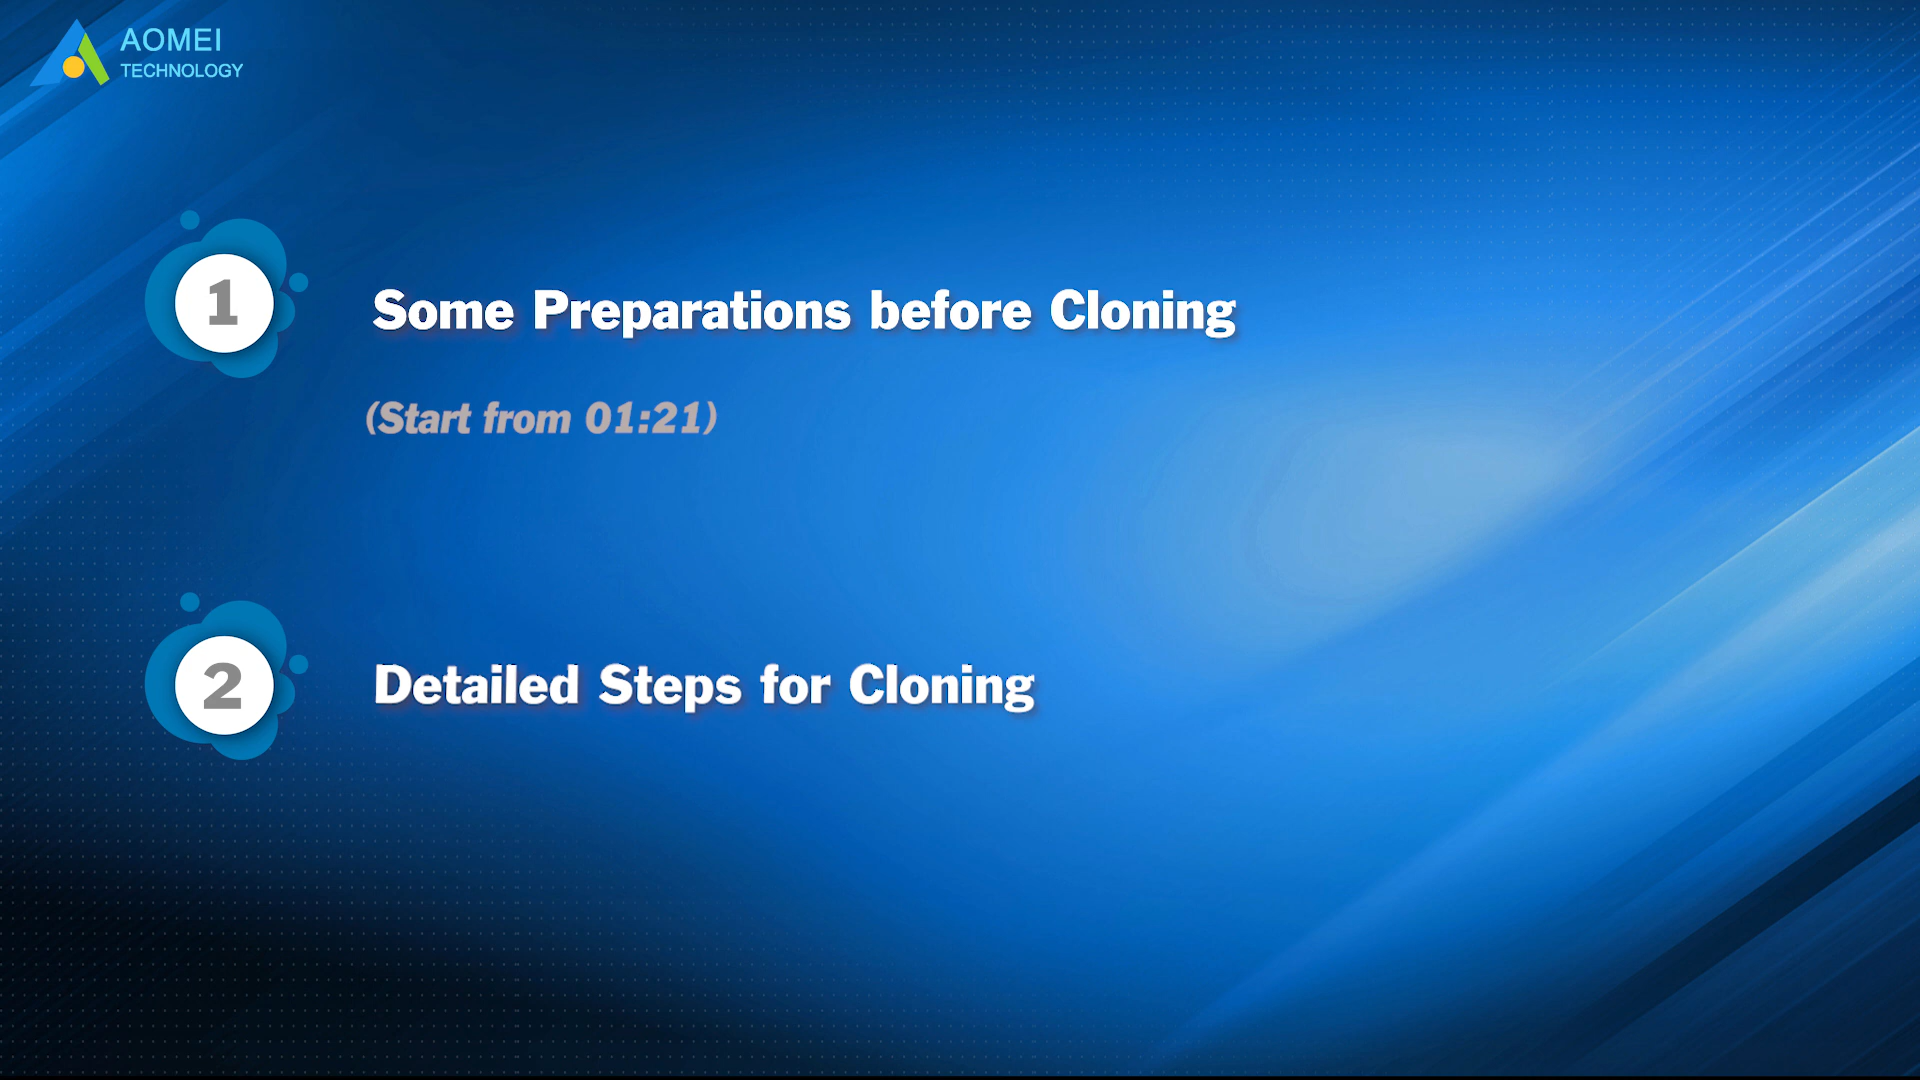 AOMEI
TECHNOLOGY
1
Some Preparations before Cloning
(Start from 01:21)
2
Detailed Steps for Cloning